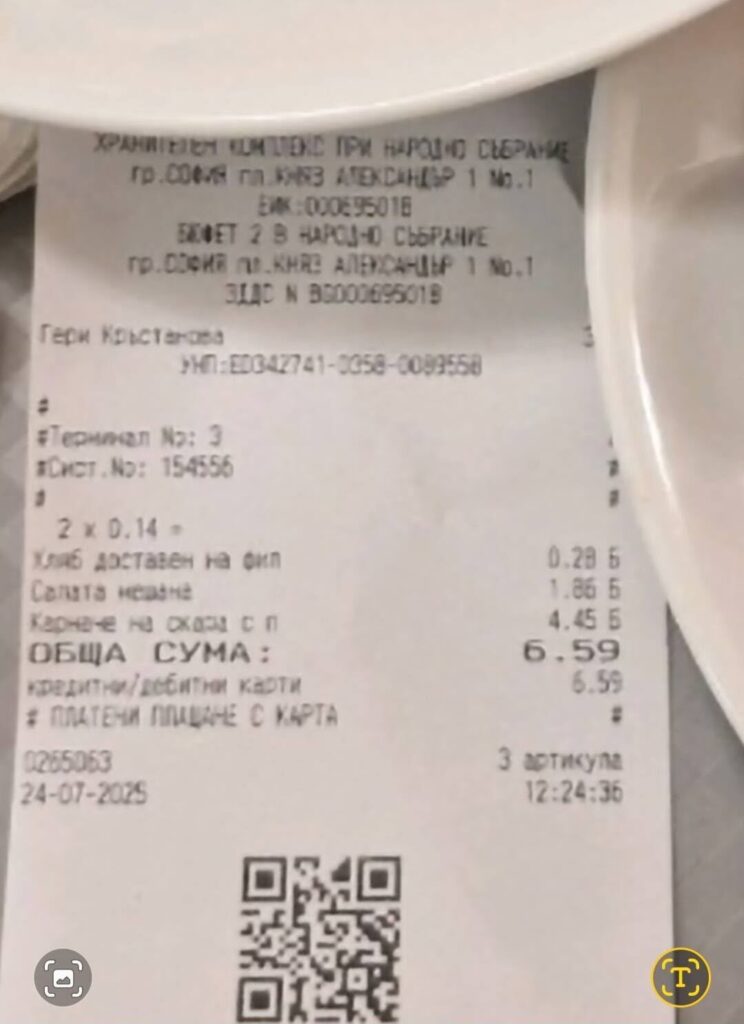 ХРАНИТЕЛЕН КОМПЛЕКС ПРИ НАРОДНО СЪБРАНИЕ
гр.СОФИЯ пл.КНЯЗ АЛЕКСАНДЪР 1 No.1
ЕИК:000695018
БЮФЕТ 2 В НАРОДНО СЪБРАНИЕ
гр.СОФИЯ пл.КНЯЗ АЛЕКСАНДЪР 1 No.1
ЗДДС N BG000695018
Гери Кръстанова 3
УНП:ED342741-0358-0089558
#
#Терминал No: 3
#Сист.No: 154556 #
# #
2 x 0.14 =
Хляб доставен на фил 0.28 Б
Салата мешана 1.86 Б
Карначе на скара с п 4.45 Б
ОБЩА СУМА: 6.59
кредитни/дебитни карти 6.59
# ПЛАТЕНИ ПЛАЩАНЕ С КАРТА #
0265063 3 артикула
24-07-2025 12:24:36